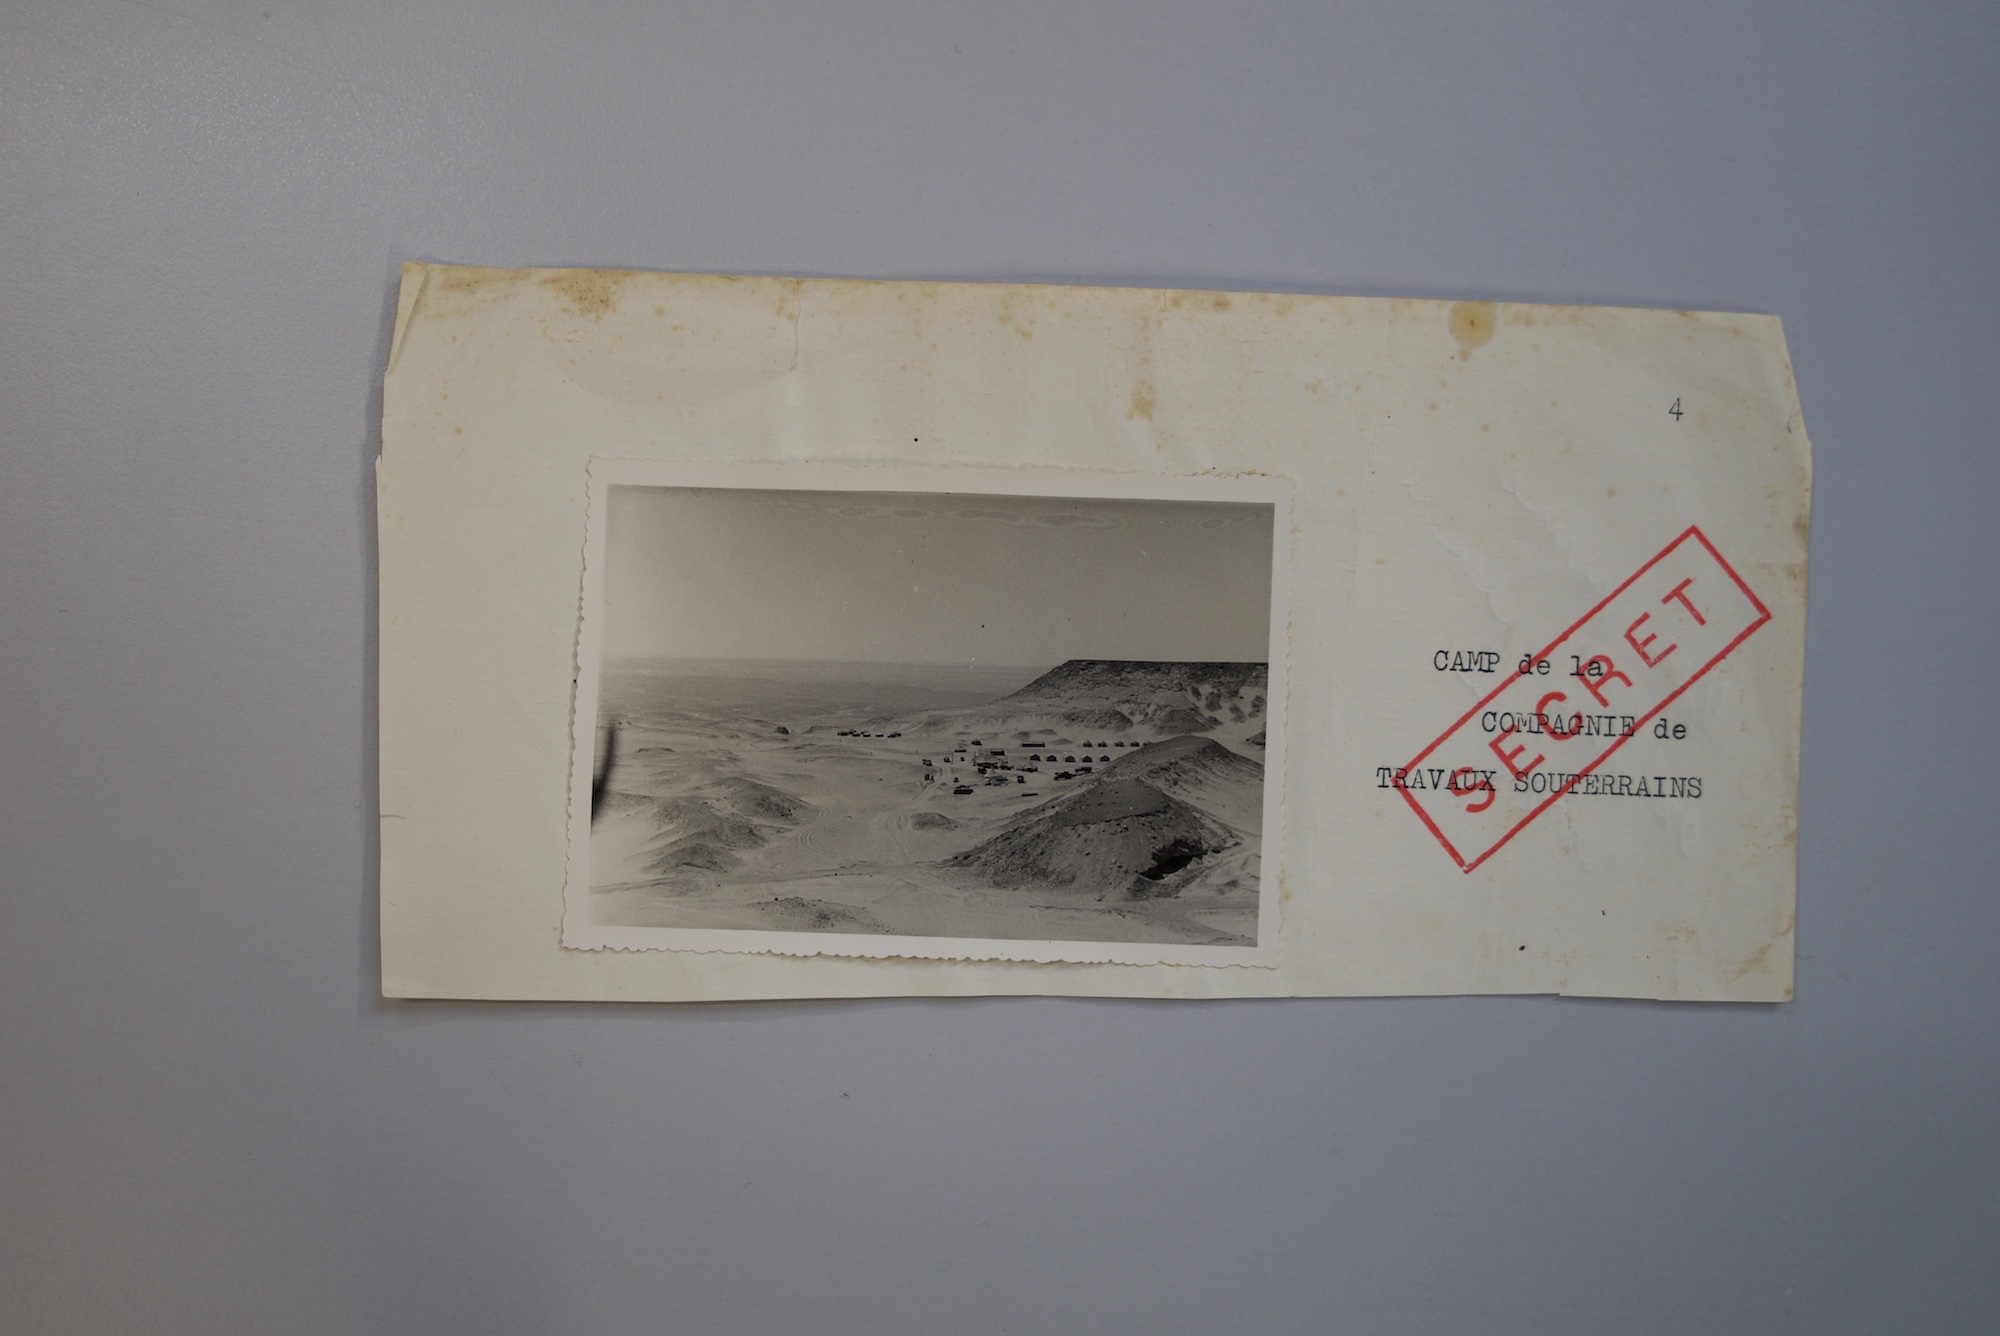 4
CAMP de la
COMPAGNIE de
TRAVAUX SOUTERRAINS
SECRET